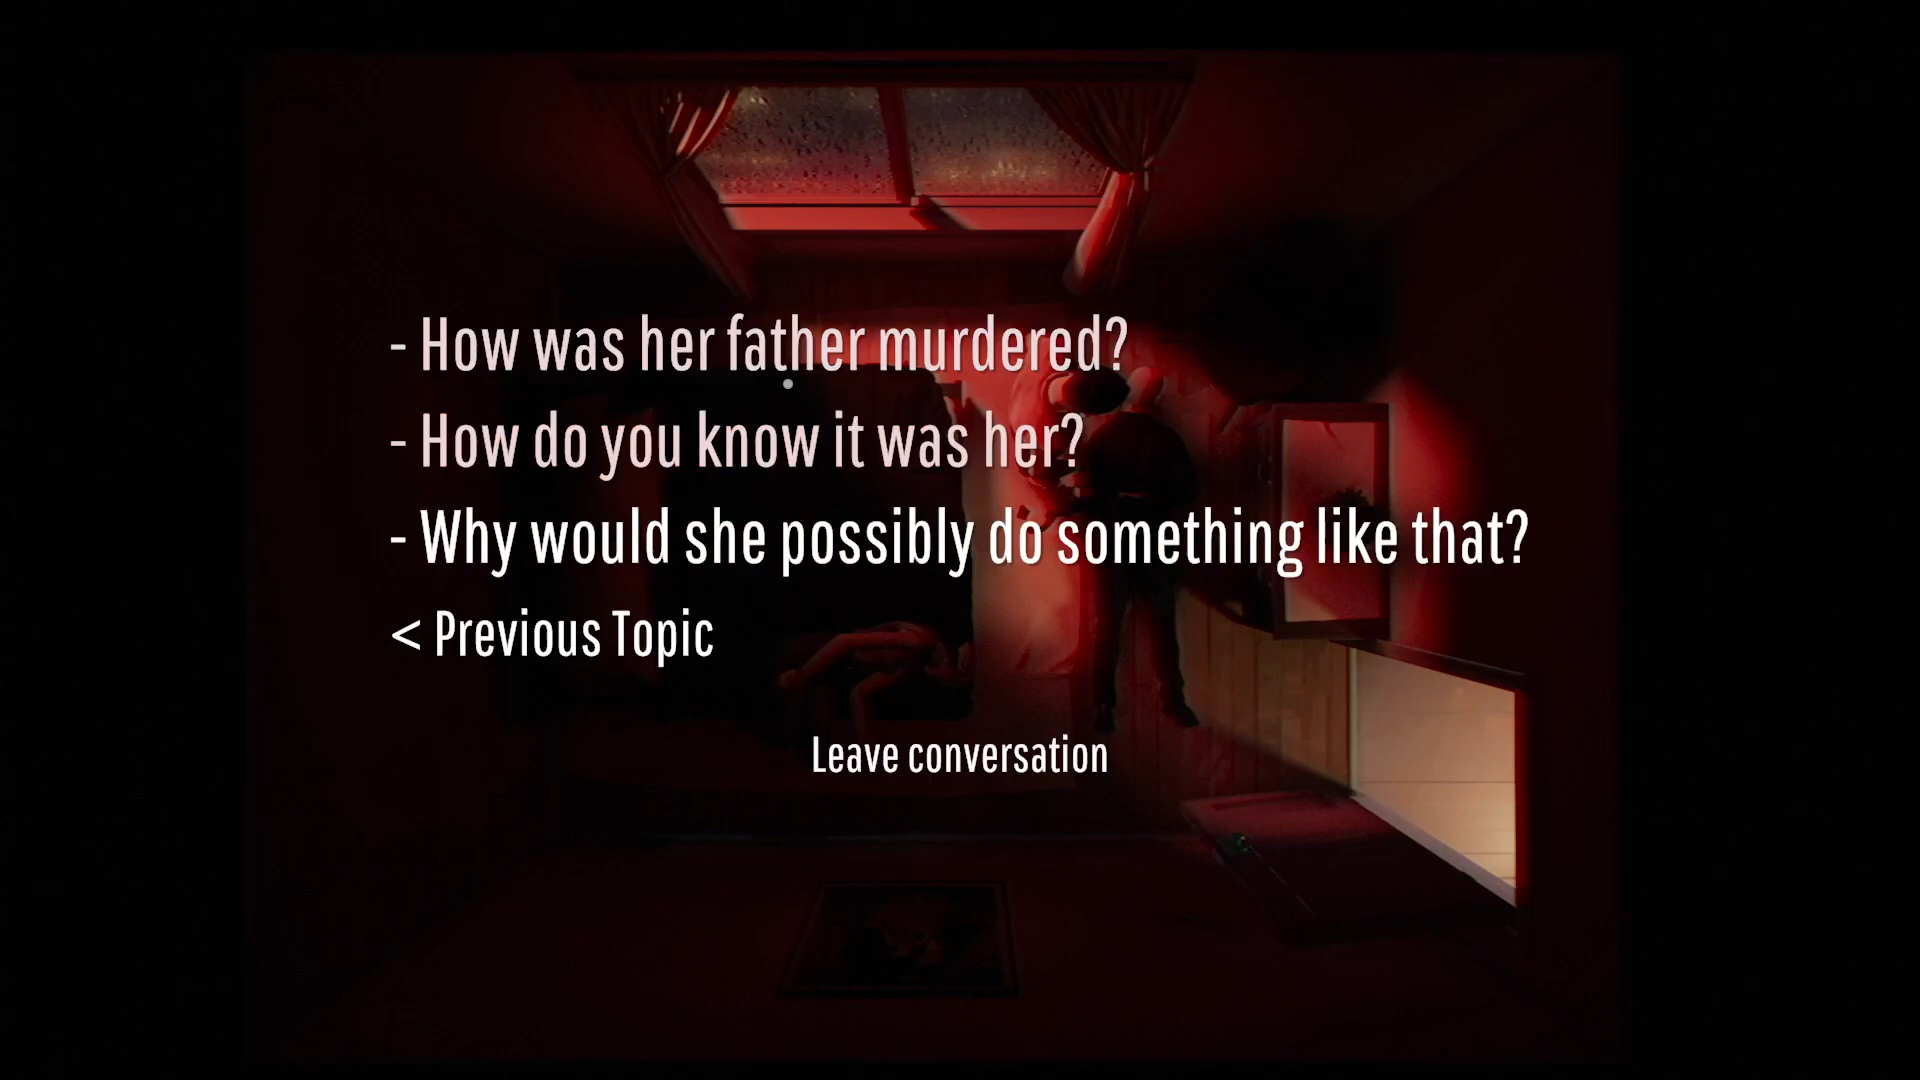 - How was her father murdered?
- How do you know it was her?
- Why would she possibly do something like that?
< Previous Topic
Leave conversation